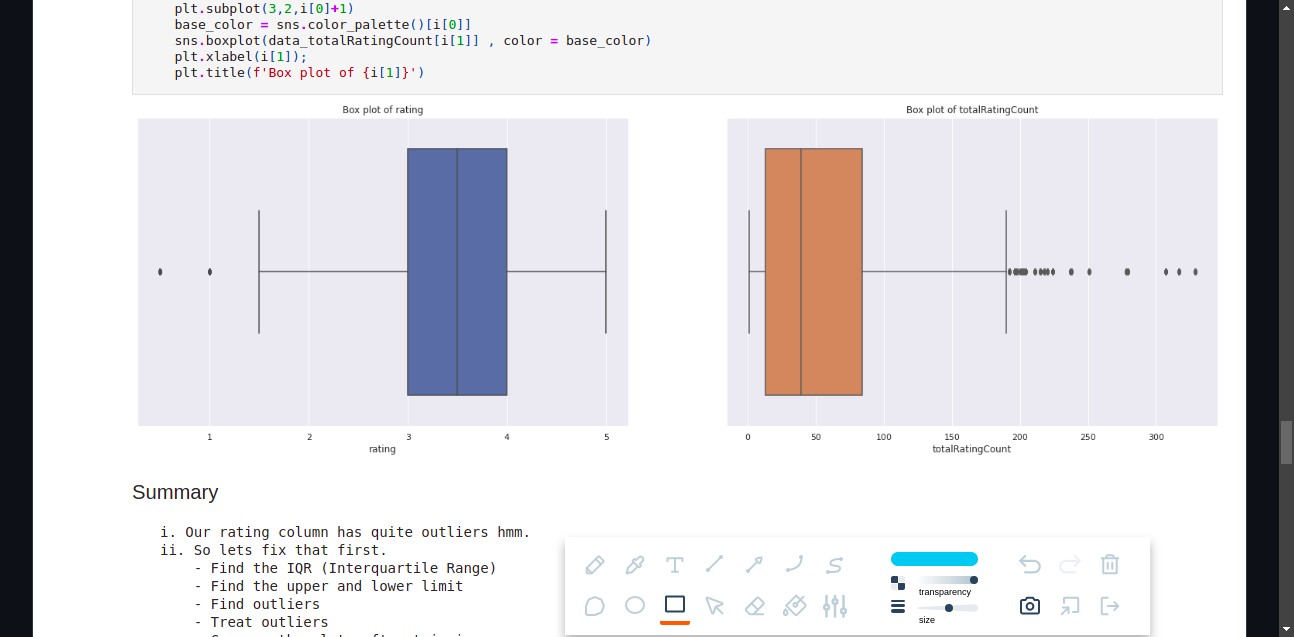 plt.subplot(3,2,i[0]+1)
base_color = sns.color_palette()[i[0]]
sns.boxplot(data_totalRatingCount[i[1]] , color = base_color)
plt.xlabel(i[1]);
plt.title(f'Box plot of {i[1]}')
Box plot of rating
Box plot of totalRatingCount
1 2 3 4 5
0 50 100 150 200 250 300
rating
totalRatingCount
Summary
i. Our rating column has quite outliers hmm.
ii. So lets fix that first.
- Find the IQR (Interquartile Range)
- Find the upper and lower limit
- Find outliers
- Treat outliers
transparency
size